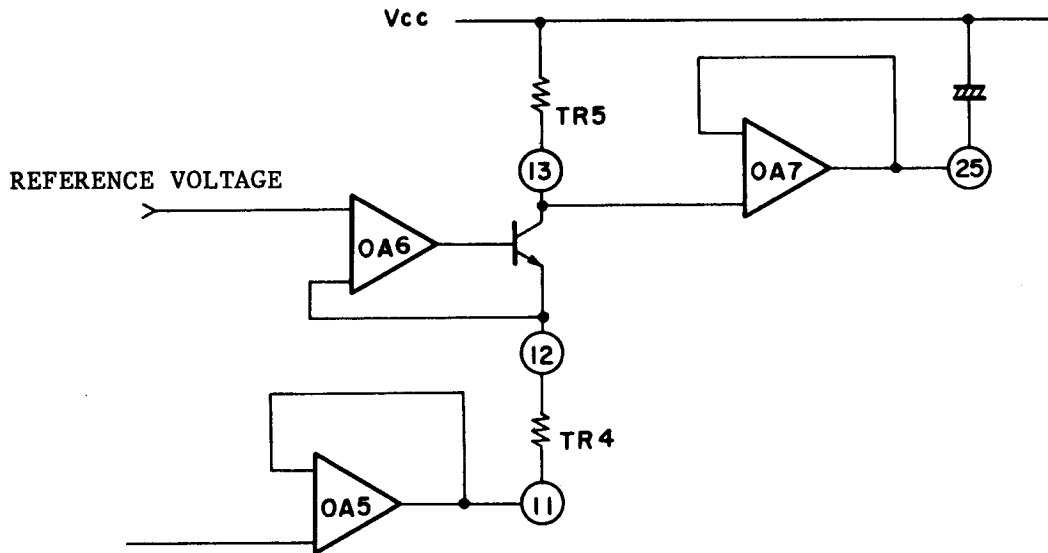 Vcc
TR5
13
OA7
25
REFERENCE VOLTAGE
OA6
12
TR4
OA5
11